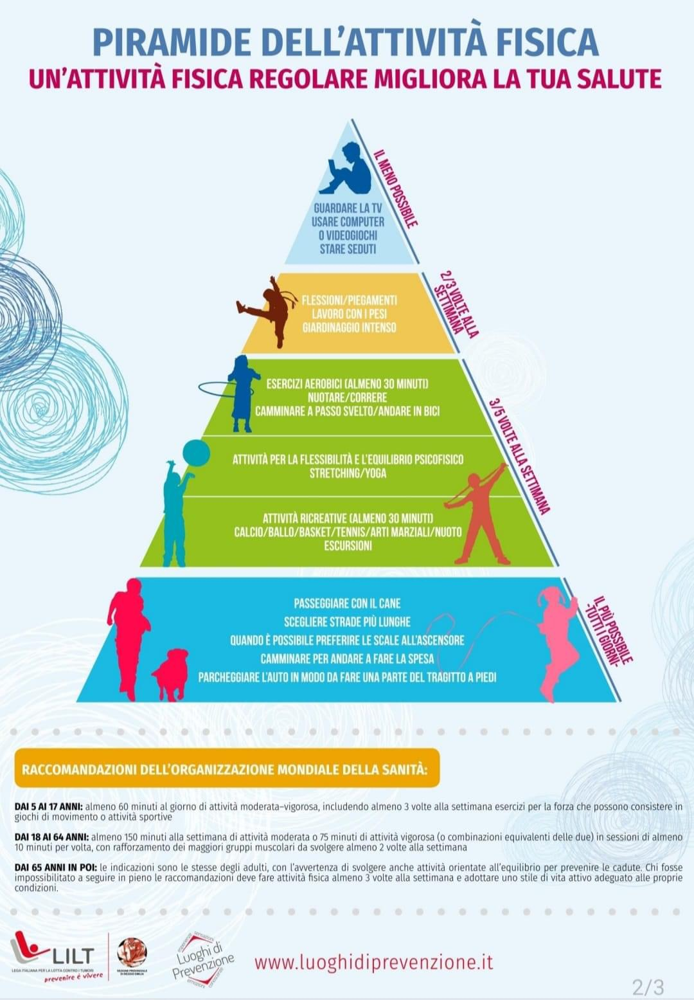 PIRAMIDE DELL'ATTIVITÀ FISICA
UN'ATTIVITÀ FISICA REGOLARE MIGLIORA LA TUA SALUTE
IL MENO POSSIBILE
GUARDARE LA TV
USARE COMPUTER
O VIDEOGIOCHI
STARE SEDUTI
2/3 VOLTE ALLA
SETTIMANA
FLESSIONI/PIEGAMENTI
LAVORO CON I PESI
GIARDINAGGIO INTENSO
3/5 VOLTE ALLA SETTIMANA
ESERCIZI AEROBICI (ALMENO 30 MINUTI)
NUOTARE/CORRERE
CAMMINARE A PASSO SVELTO/ANDARE IN BICI
ATTIVITÀ PER LA FLESSIBILITÀ E L'EQUILIBRIO PSICOFISICO
STRETCHING/YOGA
ATTIVITÀ RICREATIVE (ALMENO 30 MINUTI)
CALCIO/BALLO/BASKET/TENNIS/ARTI MARZIALI/NUOTO
ESCURSIONI
IL PIÙ POSSIBILE
-TUTTI I GIORNI-
PASSEGGIARE CON IL CANE
SCEGLIERE STRADE PIÙ LUNGHE
QUANDO È POSSIBILE PREFERIRE LE SCALE ALL'ASCENSORE
CAMMINARE PER ANDARE A FARE LA SPESA
PARCHEGGIARE L'AUTO IN MODO DA FARE UNA PARTE DEL TRAGITTO A PIEDI
RACCOMANDAZIONI DELL'ORGANIZZAZIONE MONDIALE DELLA SANITÀ:
DAI 5 AI 17 ANNI: almeno 60 minuti al giorno di attività moderata–vigorosa, includendo almeno 3 volte alla settimana esercizi per la forza che possono consistere in
giochi di movimento o attività sportive
DAI 18 AI 64 ANNI: almeno 150 minuti alla settimana di attività moderata o 75 minuti di attività vigorosa (o combinazioni equivalenti delle due) in sessioni di almeno
10 minuti per volta, con rafforzamento dei maggiori gruppi muscolari da svolgere almeno 2 volte alla settimana
DAI 65 ANNI IN POI: le indicazioni sono le stesse degli adulti, con l'avvertenza di svolgere anche attività orientate all'equilibrio per prevenire le cadute. Chi fosse
impossibilitato a seguire in pieno le raccomandazioni deve fare attività fisica almeno 3 volte alla settimana e adottare uno stile di vita attivo adeguato alle proprie
condizioni.
LILT
LEGA ITALIANA PER LA LOTTA CONTRO I TUMORI
prevenire è vivere
SEZIONE PROVINCIALE
DI REGGIO EMILIA
sensazioni
esperienze
Luoghi di
Prevenzione
emozioni
conoscenze
www.luoghidiprevenzione.it
2/3